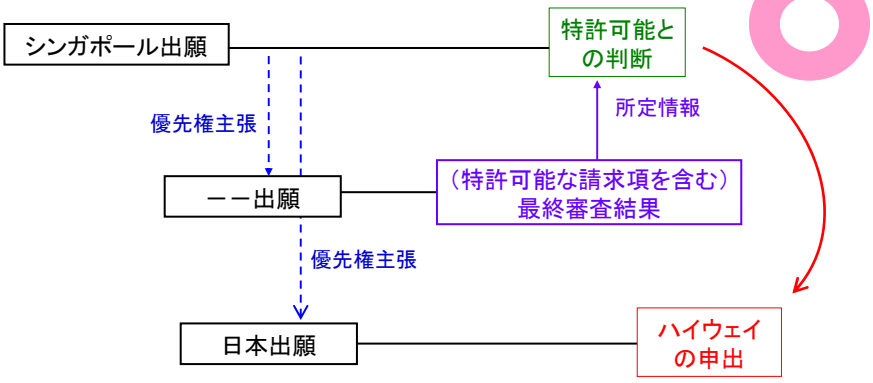 シンガポール出願
特許可能と
の判断
所定情報
優先権主張
ーー出願
（特許可能な請求項を含む）
最終審査結果
優先権主張
日本出願
ハイウェイ
の申出